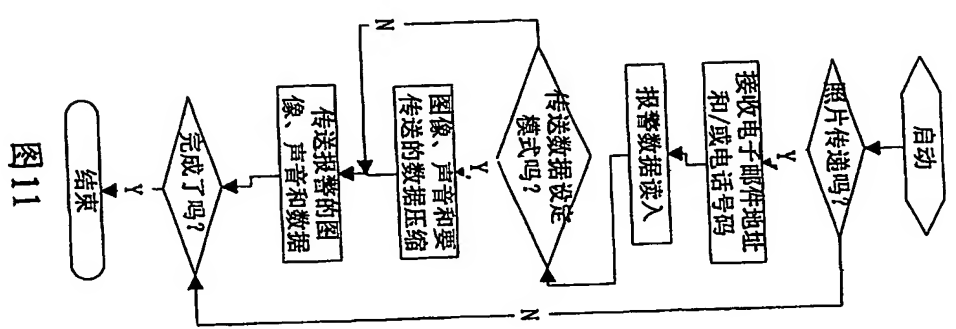 启动
照片传递吗？
Y
N
接收电子邮件地址
和/或电话号码
报警数据读入
传送数据设定
模式吗？
Y
N
图像、声音和要
传送的数据压缩
传送报警的图
像、声音和数据
完成了吗？
Y
结束
图11